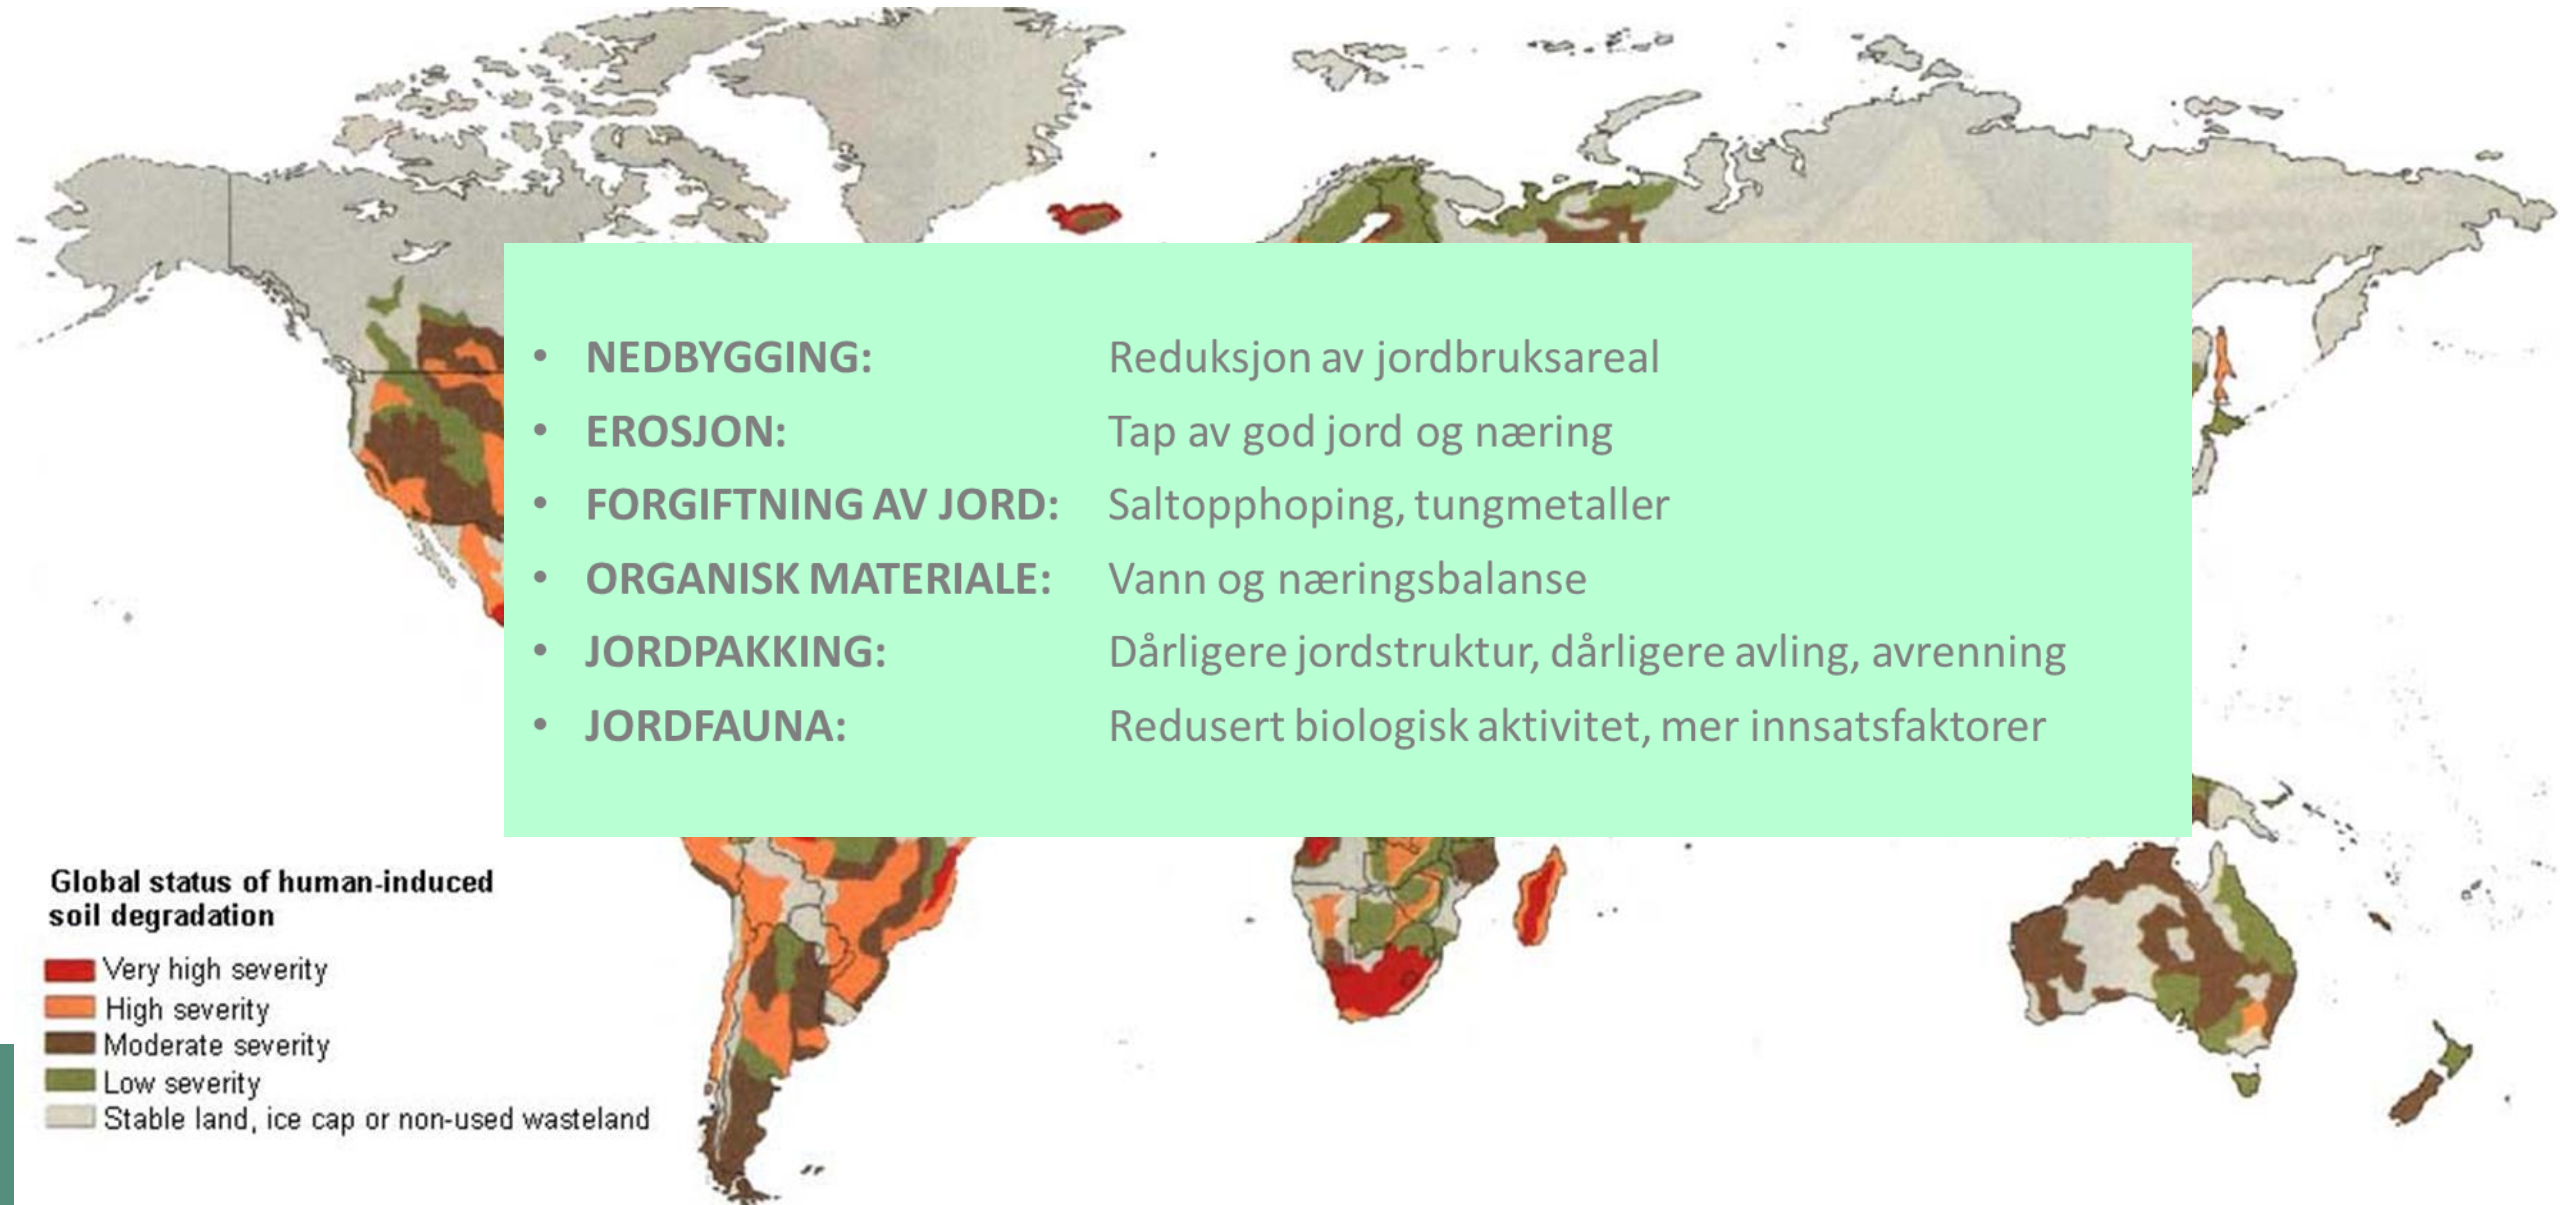 • NEDBYGGING: Reduksjon av jordbruksareal
• EROSJON: Tap av god jord og næring
• FORGIFTNING AV JORD: Saltopphoping, tungmetaller
• ORGANISK MATERIALE: Vann og næringsbalanse
• JORDPAKKING: Dårligere jordstruktur, dårligere avling, avrenning
• JORDFAUNA: Redusert biologisk aktivitet, mer innsatsfaktorer
Global status of human-induced
soil degradation
Very high severity
High severity
Moderate severity
Low severity
Stable land, ice cap or non-used wasteland